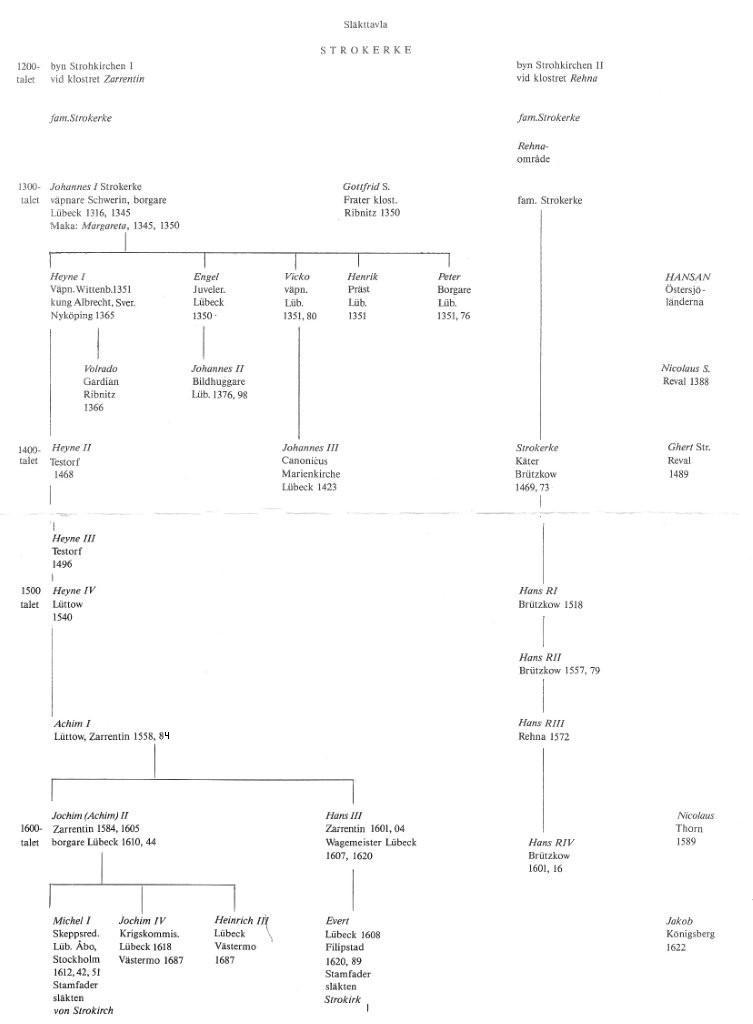 Släkttavla
STROKERKE
1200-
talet
byn Strohkirchen I
vid klostret Zarrentin
byn Strohkirchen II
vid klostret Rehna
fam.Strokerke
fam.Strokerke
Rehna-
område
1300-
talet
Johannes I Strokerke
väpnare Schwerin, borgare
Lübeck 1316, 1345
Maka: Margareta, 1345, 1350
Gottfrid S.
Frater klost.
Ribnitz 1350
fam. Strokerke
Heyne I
Väpn. Wittenb.1351
kung Albrecht, Sver.
Nyköping 1365
Engel
Juveler.
Lübeck
1350
Vicko
väpn.
Lüb.
1351, 80
Henrik
Präst
Lüb.
1351
Peter
Borgare
Lüb.
1351, 76
HANSAN
Östersjö-
länderna
Volrado
Gardian
Ribnitz
1366
Johannes II
Bildhuggare
Lüb. 1376, 98
Nicolaus S.
Reval 1388
1400-
talet
Heyne II
Testorf
1468
Johannes III
Canonicus
Marienkirche
Lübeck 1423
Strokerke
Käter
Brützkow
1469, 73
Ghert Str.
Reval
1489
Heyne III
Testorf
1496
1500
talet
Heyne IV
Lüttow
1540
Hans RI
Brützkow 1518
Hans RII
Brützkow 1557, 79
Achim I
Lüttow, Zarrentin 1558, 84
Hans RIII
Rehna 1572
1600-
talet
Jochim (Achim) II
Zarrentin 1584, 1605
borgare Lübeck 1610, 44
Hans III
Zarrentin 1601, 04
Wagemeister Lübeck
1607, 1620
Hans RIV
Brützkow
1601, 16
Nicolaus
Thorn
1589
Michel I
Skeppsred.
Lüb. Åbo,
Stockholm
1612, 42, 51
Stamfader
släkten
von Strokirch
Jochim IV
Krigskommis.
Lübeck 1618
Västermo 1687
Heinrich III
Lübeck
Västermo
1687
Evert
Lübeck 1608
Filipstad
1620, 89
Stamfader
släkten
Strokirk
Jakob
Königsberg
1622